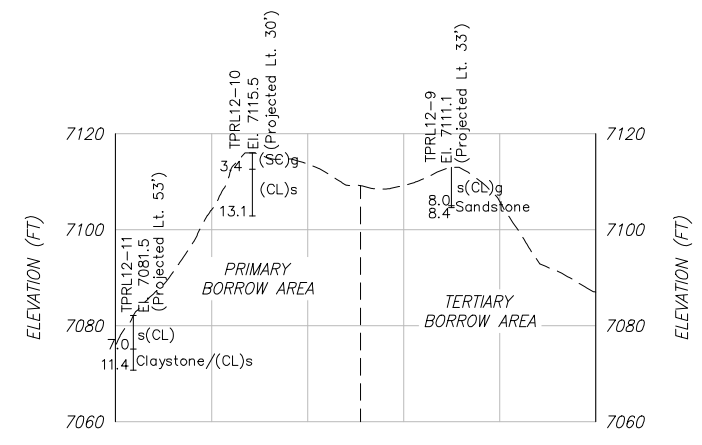 TPRL12-10
El. 7115.5
(Projected Lt. 30')
TPRL12-9
El. 7111.1
(Projected Lt. 33')
7120
7120
3.4
(SC)g
(CL)s
13.1
s(CL)g
8.0
8.4
Sandstone
TPRL12-11
El. 7081.5
(Projected Lt. 53')
7100
7100
ELEVATION (FT)
ELEVATION (FT)
PRIMARY
BORROW AREA
TERTIARY
BORROW AREA
7080
7080
7.0
s(CL)
11.4
Claystone/(CL)s
7060
7060